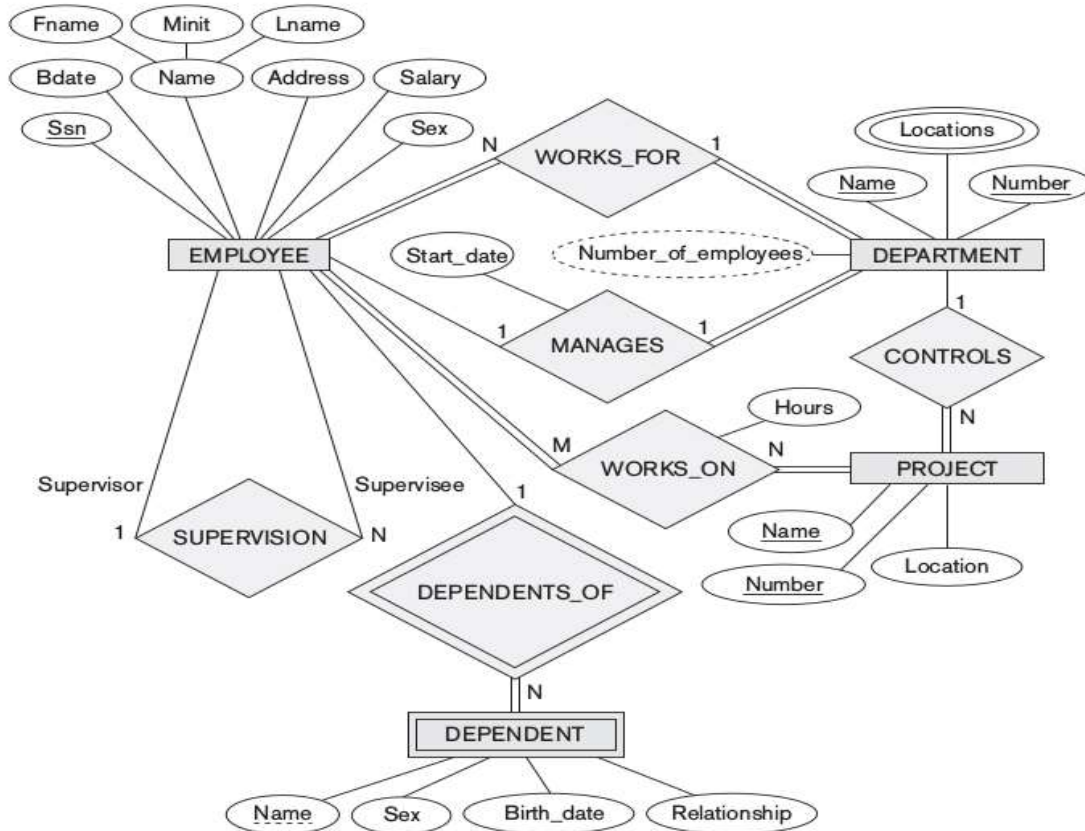 Fname
Minit
Lname
Bdate
Name
Address
Salary
Ssn
Sex
Locations
N
WORKS_FOR
1
Name
Number
EMPLOYEE
Start_date
Number_of_employees
DEPARTMENT
1
MANAGES
1
1
CONTROLS
Hours
N
M
WORKS_ON
N
PROJECT
Supervisor
Supervisee
1
SUPERVISION
N
1
Name
Number
Location
DEPENDENTS_OF
N
DEPENDENT
Name
Sex
Birth_date
Relationship